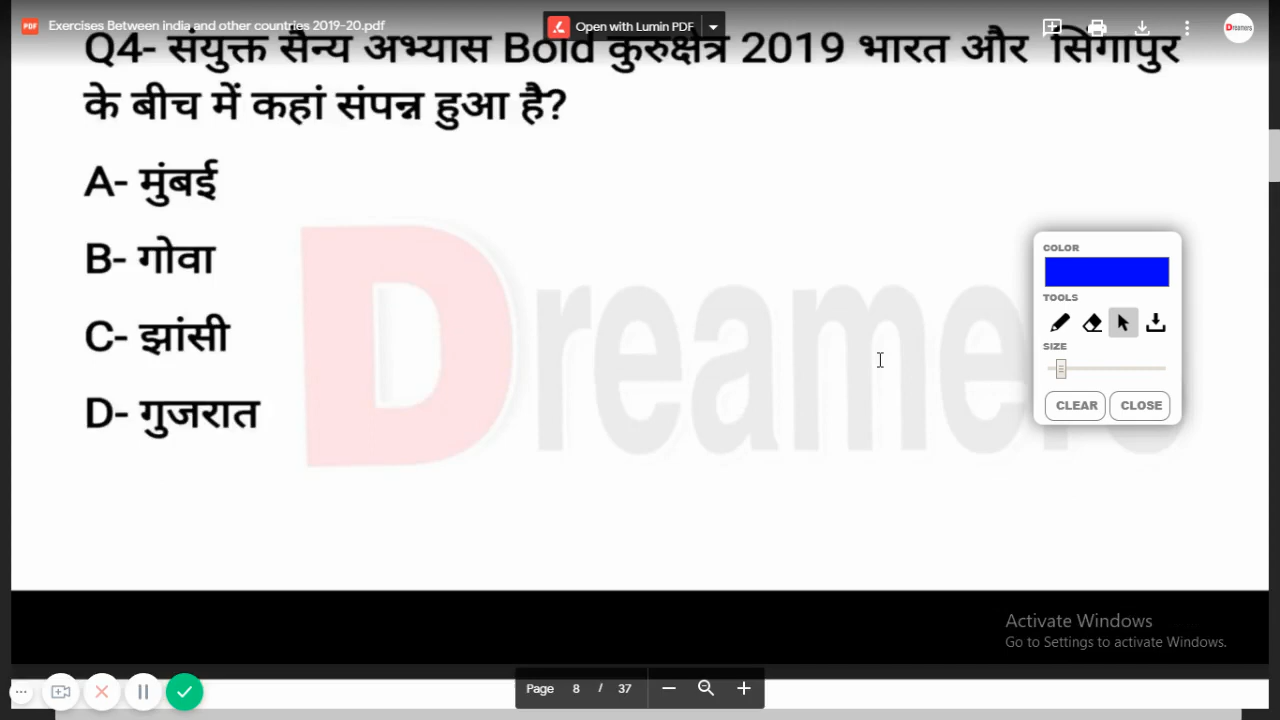 Exercises Between india and other countries 2019-20.pdf
Open with Lumin PDF
Dreamers
Q4- संयुक्त सैन्य अभ्यास Bold कुरुक्षेत्र 2019 भारत और सिंगापुर
के बीच में कहां संपन्न हुआ है?
A- मुंबई
B- गोवा
C- झांसी
D- गुजरात
Dreamers
COLOR
TOOLS
SIZE
CLEAR CLOSE
Activate Windows
Go to Settings to activate Windows.
Page 8 / 37